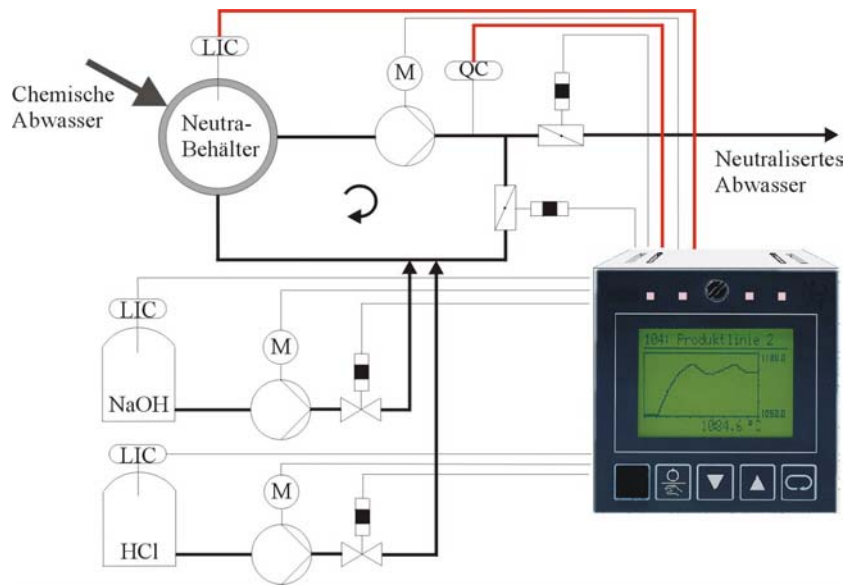 LIC
M
QC
Chemische
Abwasser
Neutra-
Behälter
Neutralisertes
Abwasser
LIC
M
NaOH
LIC
M
HCl
104: Produktlinie 2
1100.0
1050.0
1084.6 °C